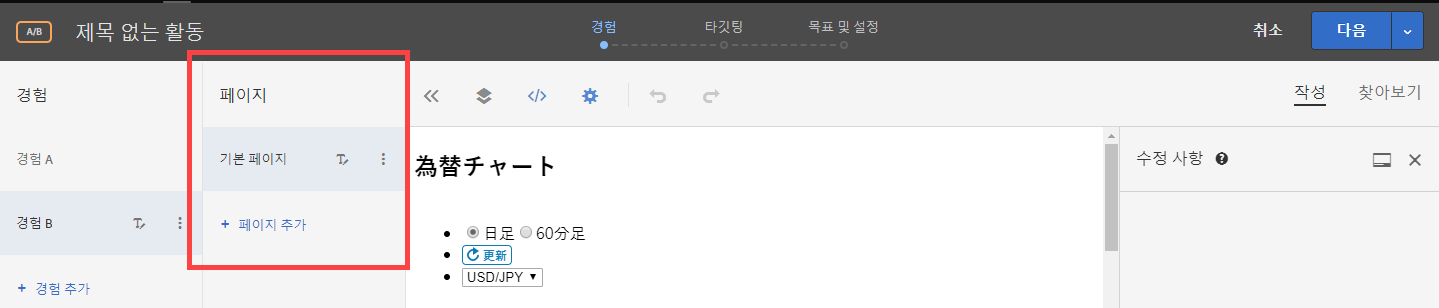 A/B 제목 없는 활동
경험 타깃팅 목표 및 설정
취소 다음
경험
경험 A
경험 B
+ 경험 추가
페이지
기본 페이지
+ 페이지 추가
작성 찾아보기
為替チャート
日足 60分足
更新
USD/JPY
수정 사항